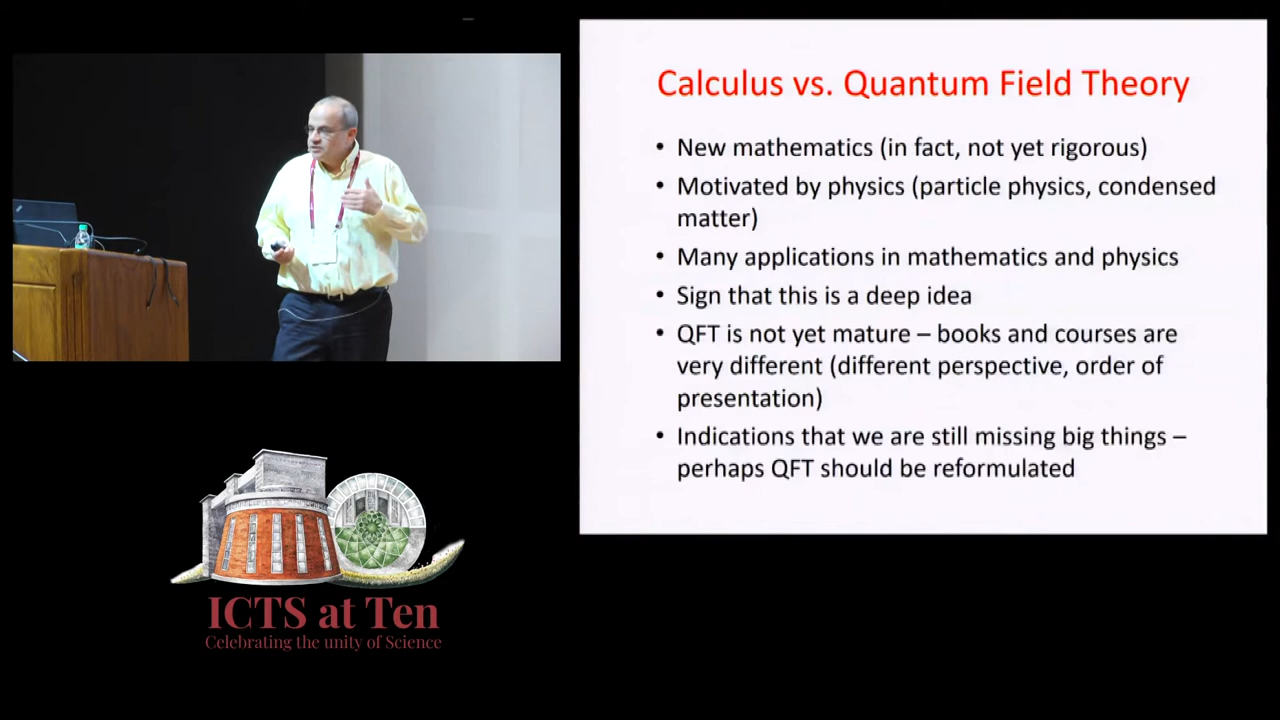 Calculus vs. Quantum Field Theory
• New mathematics (in fact, not yet rigorous)
• Motivated by physics (particle physics, condensed
matter)
• Many applications in mathematics and physics
• Sign that this is a deep idea
• QFT is not yet mature – books and courses are
very different (different perspective, order of
presentation)
• Indications that we are still missing big things –
perhaps QFT should be reformulated
ICTS at Ten
Celebrating the unity of Science